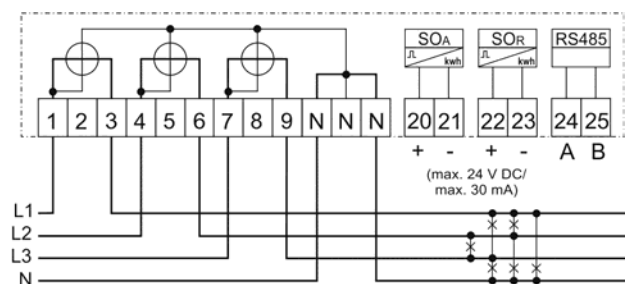 SOA SOR RS485
kwh kwh
1 2 3 4 5 6 7 8 9 N N N 20 21 22 23 24 25
+ - + - A B
(max. 24 V DC/
max. 30 mA)
L1
L2
L3
N